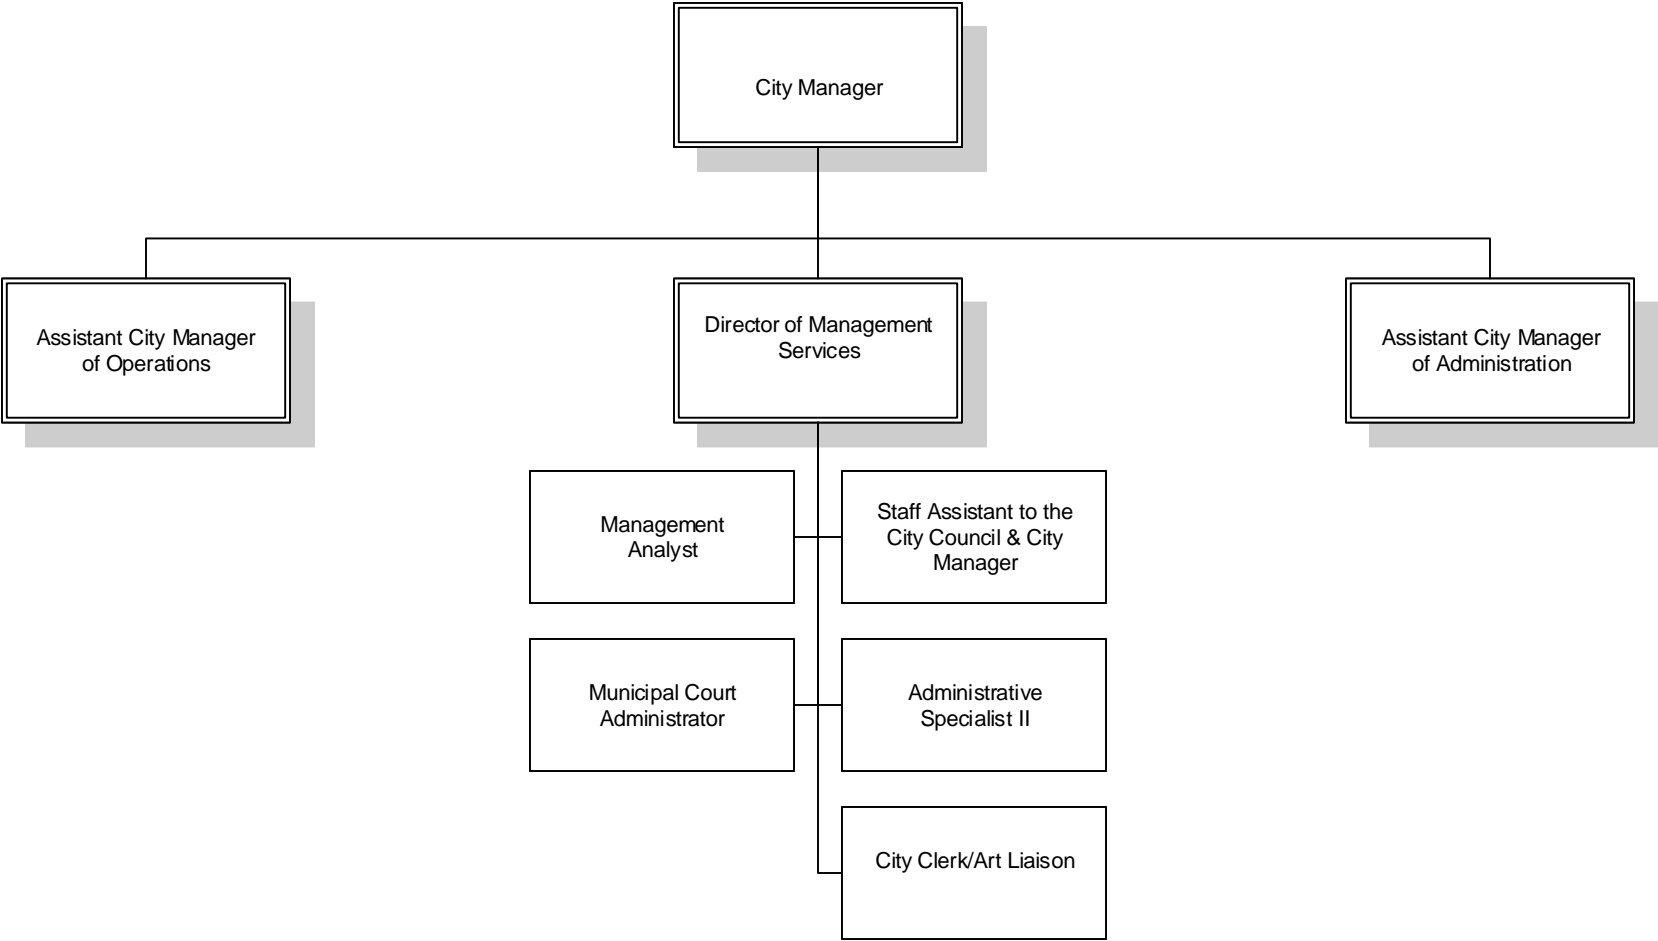 City Manager
Assistant City Manager
of Operations
Director of Management
Services
Assistant City Manager
of Administration
Management
Analyst
Staff Assistant to the
City Council & City
Manager
Municipal Court
Administrator
Administrative
Specialist II
City Clerk/Art Liaison